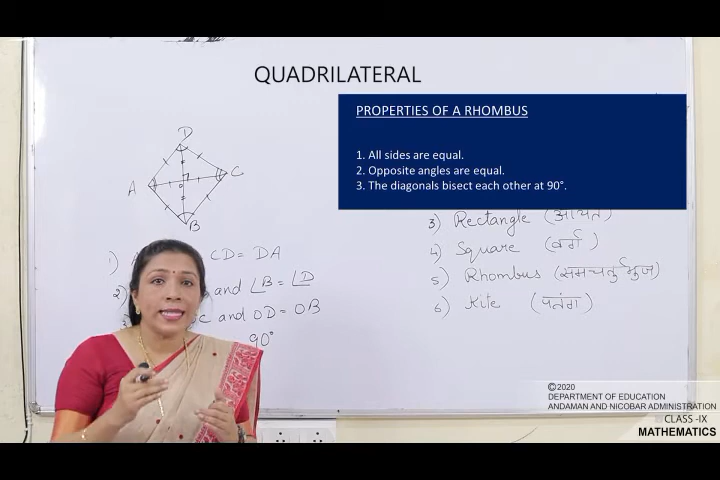 QUADRILATERAL
PROPERTIES OF A RHOMBUS
1. All sides are equal.
2. Opposite angles are equal.
3. The diagonals bisect each other at 90°.
D
A
C
O
B
1) CD = DA
2) and ∠B = ∠D
C and OD = OB
90°
3) Rectangle (आयत)
4) Square (वर्ग)
5) Rhombus (समचतुर्भुज)
6) Kite (पतंग)
©2020
DEPARTMENT OF EDUCATION
ANDAMAN AND NICOBAR ADMINISTRATION
CLASS -IX
MATHEMATICS